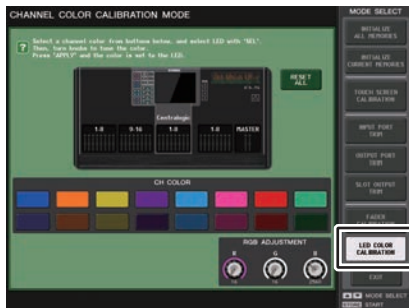 CHANNEL COLOR CALIBRATION MODE
MODE SELECT
Select a channel color from buttons below, and select LED with "SEL".
Then, turn knobs to tune the color.
Press "APPLY" and the color is set to the LED.
RESET
ALL
Centralogic
1-8
9-16
1-8
1-8
MASTER
CH COLOR
RGB ADJUSTMENT
R
G
B
INITIALIZE
ALL MEMORIES
INITIALIZE
CURRENT MEMORIES
TOUCH SCREEN
CALIBRATION
INPUT PORT
TRIM
OUTPUT PORT
TRIM
SLOT OUTPUT
TRIM
FADER
CALIBRATION
LED COLOR
CALIBRATION
EXIT
MODE SELECT
START